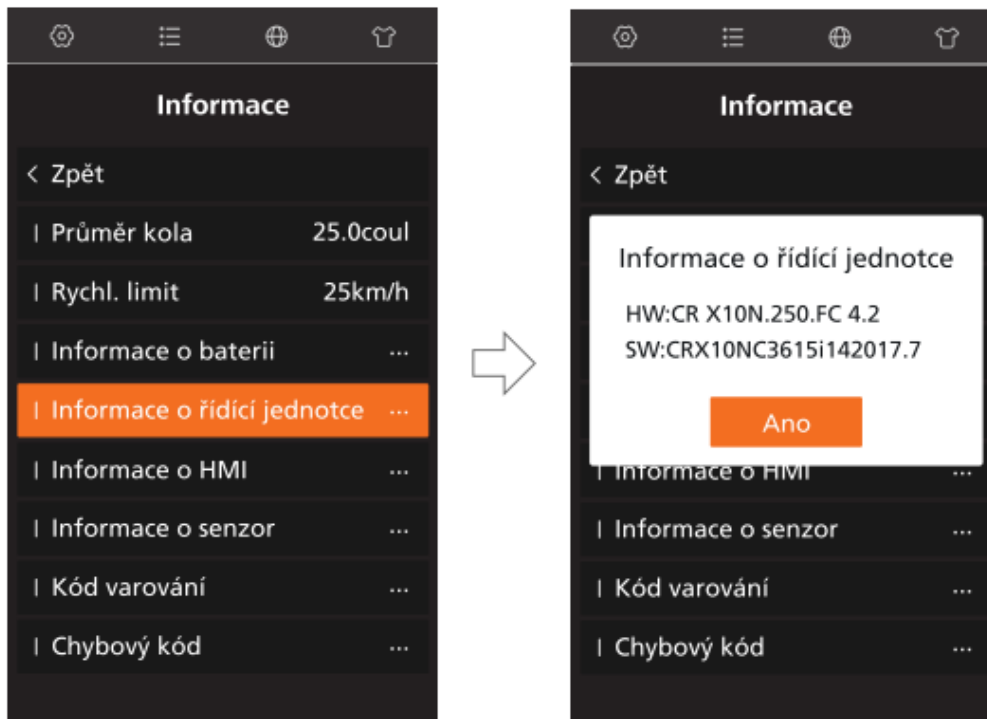 Informace
< Zpět
Průměr kola 25.0coul
Rychl. limit 25km/h
Informace o baterii ...
Informace o řídící jednotce ...
Informace o HMI ...
Informace o senzor ...
Kód varování ...
Chybový kód ...
Informace
< Zpět
Informace o řídící jednotce
HW:CR X10N.250.FC 4.2
SW:CRX10NC3615i142017.7
Ano
Informace o HMI ...
Informace o senzor ...
Kód varování ...
Chybový kód ...